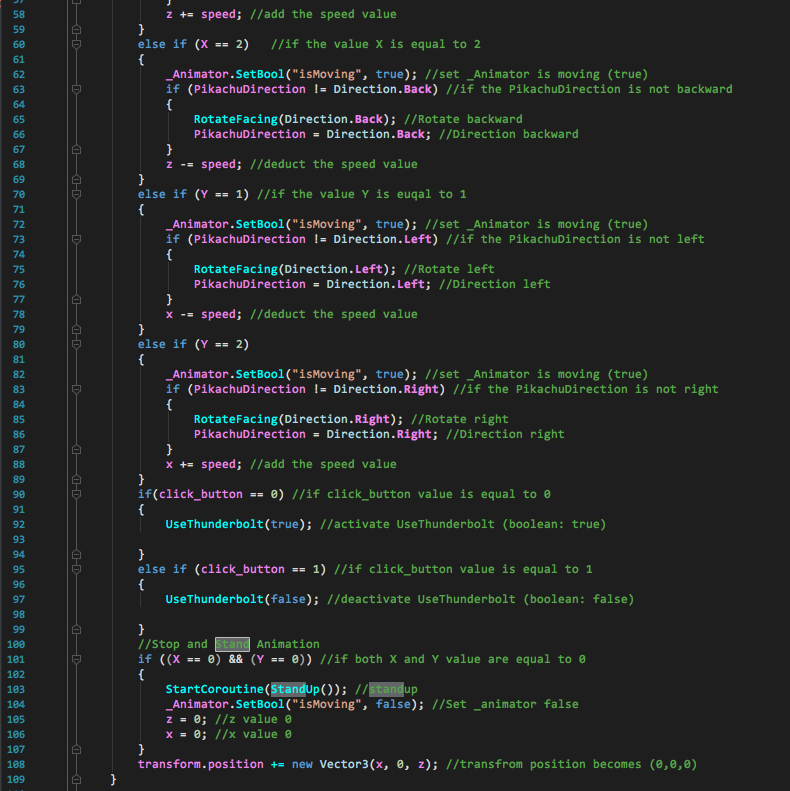 58 z += speed; //add the speed value
59 }
60 else if (X == 2) //if the value X is equal to 2
61 {
62 _Animator.SetBool("isMoving", true); //set _Animator is moving (true)
63 if (PikachuDirection != Direction.Back) //if the PikachuDirection is not backward
64 {
65 RotateFacing(Direction.Back); //Rotate backward
66 PikachuDirection = Direction.Back; //Direction backward
67 }
68 z -= speed; //deduct the speed value
69 }
70 else if (Y == 1) //if the value Y is euqal to 1
71 {
72 _Animator.SetBool("isMoving", true); //set _Animator is moving (true)
73 if (PikachuDirection != Direction.Left) //if the PikachuDirection is not left
74 {
75 RotateFacing(Direction.Left); //Rotate left
76 PikachuDirection = Direction.Left; //Direction left
77 }
78 x -= speed; //deduct the speed value
79 }
80 else if (Y == 2)
81 {
82 _Animator.SetBool("isMoving", true); //set _Animator is moving (true)
83 if (PikachuDirection != Direction.Right) //if the PikachuDirection is not right
84 {
85 RotateFacing(Direction.Right); //Rotate right
86 PikachuDirection = Direction.Right; //Direction right
87 }
88 x += speed; //add the speed value
89 }
90 if(click_button == 0) //if click_button value is equal to 0
91 {
92 UseThunderbolt(true); //activate UseThunderbolt (boolean: true)
93
94 }
95 else if (click_button == 1) //if click_button value is equal to 1
96 {
97 UseThunderbolt(false); //deactivate UseThunderbolt (boolean: false)
98
99 }
100 //Stop and Stand Animation
101 if ((X == 0) && (Y == 0)) //if both X and Y value are equal to 0
102 {
103 StartCoroutine(StandUp()); //standup
104 _Animator.SetBool("isMoving", false); //Set _animator false
105 z = 0; //z value 0
106 x = 0; //x value 0
107 }
108 transform.position += new Vector3(x, 0, z); //transfrom position becomes (0,0,0)
109 }